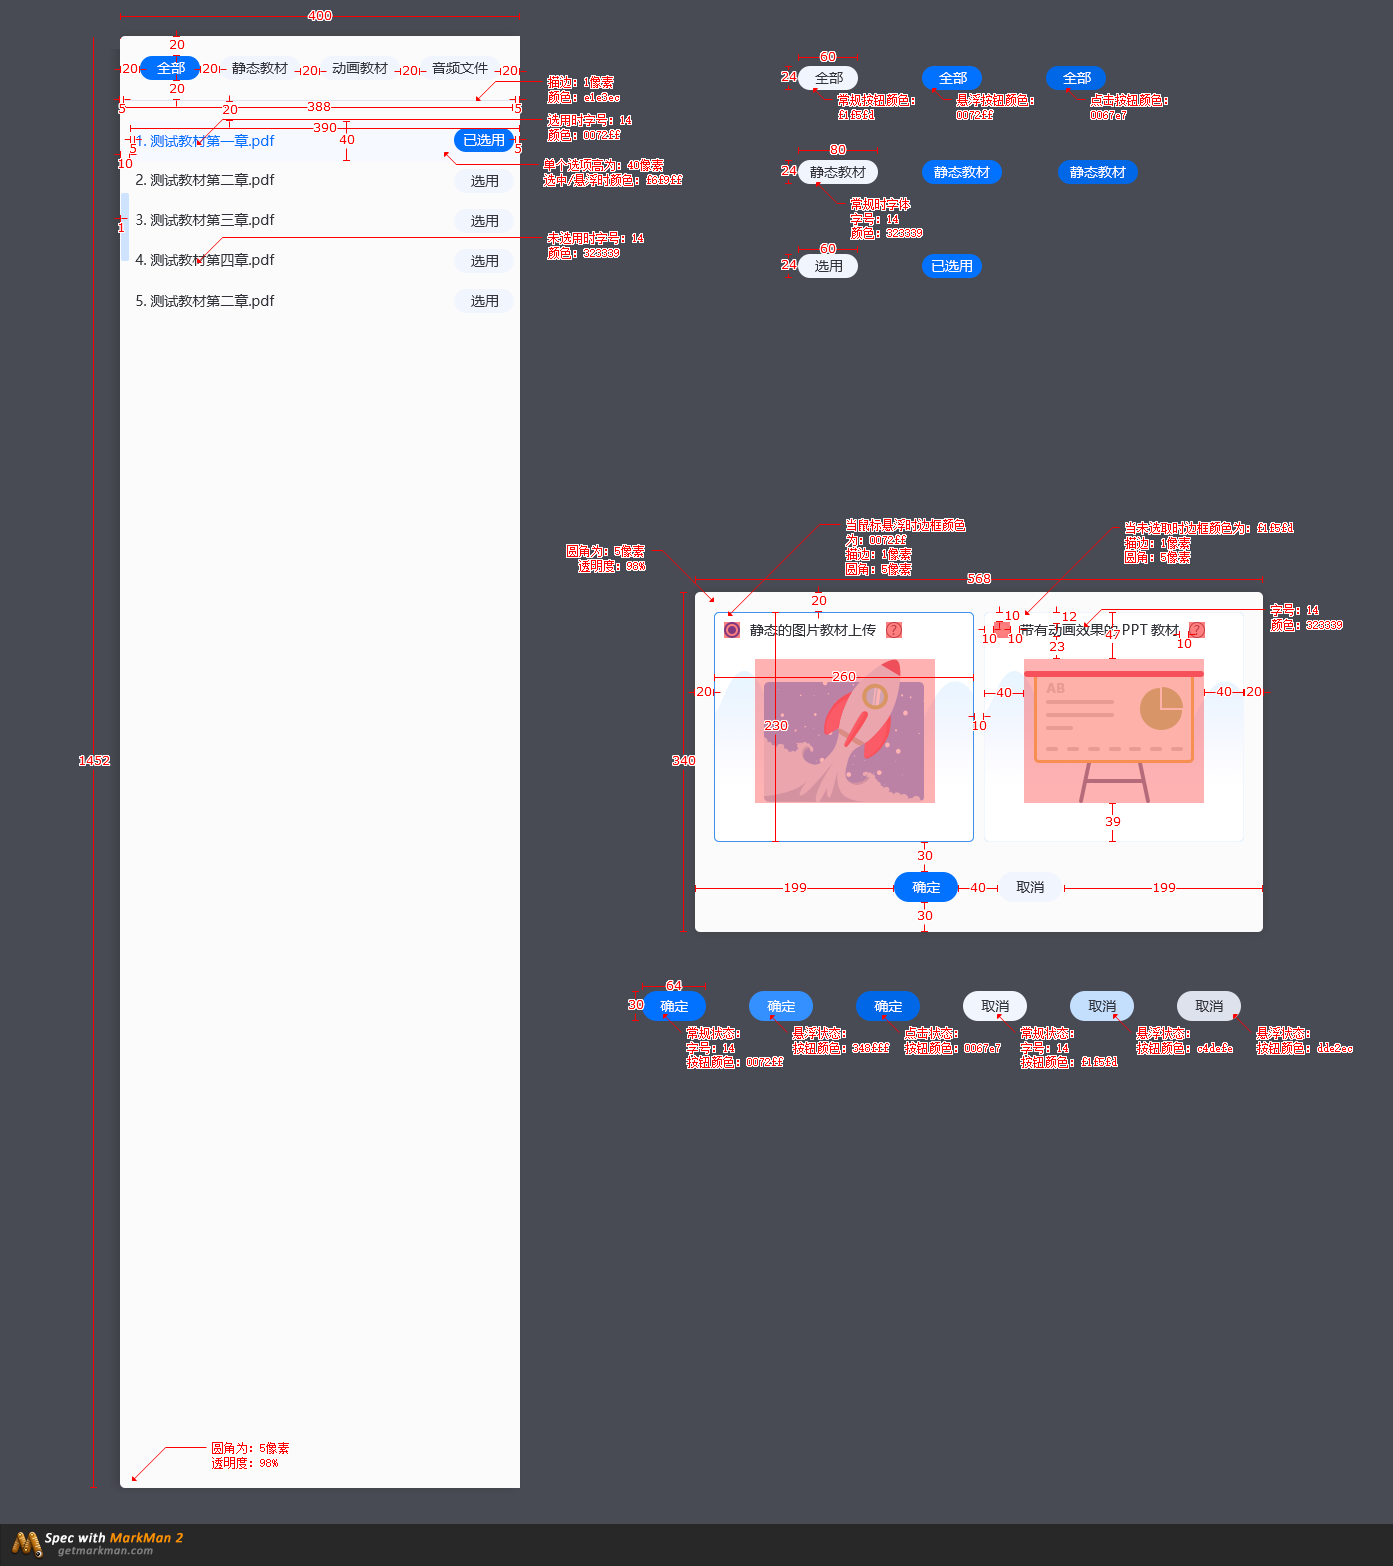 400
20
20 全部 20 静态教材 20 动画教材 20 音频文件 20
20
5 388 5
20
390
1. 测试教材第一章.pdf 40 已选用
5 5
10
2. 测试教材第二章.pdf 选用
3. 测试教材第三章.pdf 选用
1
4. 测试教材第四章.pdf 选用
5. 测试教材第二章.pdf 选用
描边：1像素
颜色：e1e8ec
选用时字号：14
颜色：0072ff
单个选项高为：40像素
选中/悬浮时颜色：f6f9ff
未选用时字号：14
颜色：323339
1452
圆角为：5像素
透明度：98%
60
24 全部 全部 全部
常规按钮颜色：
f1f5fd
悬浮按钮颜色：
0072ff
点击按钮颜色：
0067e7
80
24 静态教材 静态教材 静态教材
常规时字体
字号：14
颜色：323339
60
24 选用 已选用
当鼠标悬浮时边框颜色
为：0072ff
描边：1像素
圆角：5像素
当未选取时边框颜色为：f1f5fd
描边：1像素
圆角：5像素
圆角为：5像素
透明度：98%
568
20
10 12
静态的图片教材上传 ? 10 10 带有动画效果的 PPT 教材 ?
47
10
23
字号：14
颜色：323339
260
20 40 AB 40 20
230 10
340
39
30
199 确定 40 取消 199
30
64
30 确定 确定 确定 取消 取消 取消
常规状态：
字号：14
按钮颜色：0072ff
悬浮状态：
按钮颜色：348fff
点击状态：
按钮颜色：0067e7
常规状态：
字号：14
按钮颜色：f1f5fd
悬浮状态：
按钮颜色：c4defe
悬浮状态：
按钮颜色：dde2ec
Spec with MarkMan 2
getmarkman.com